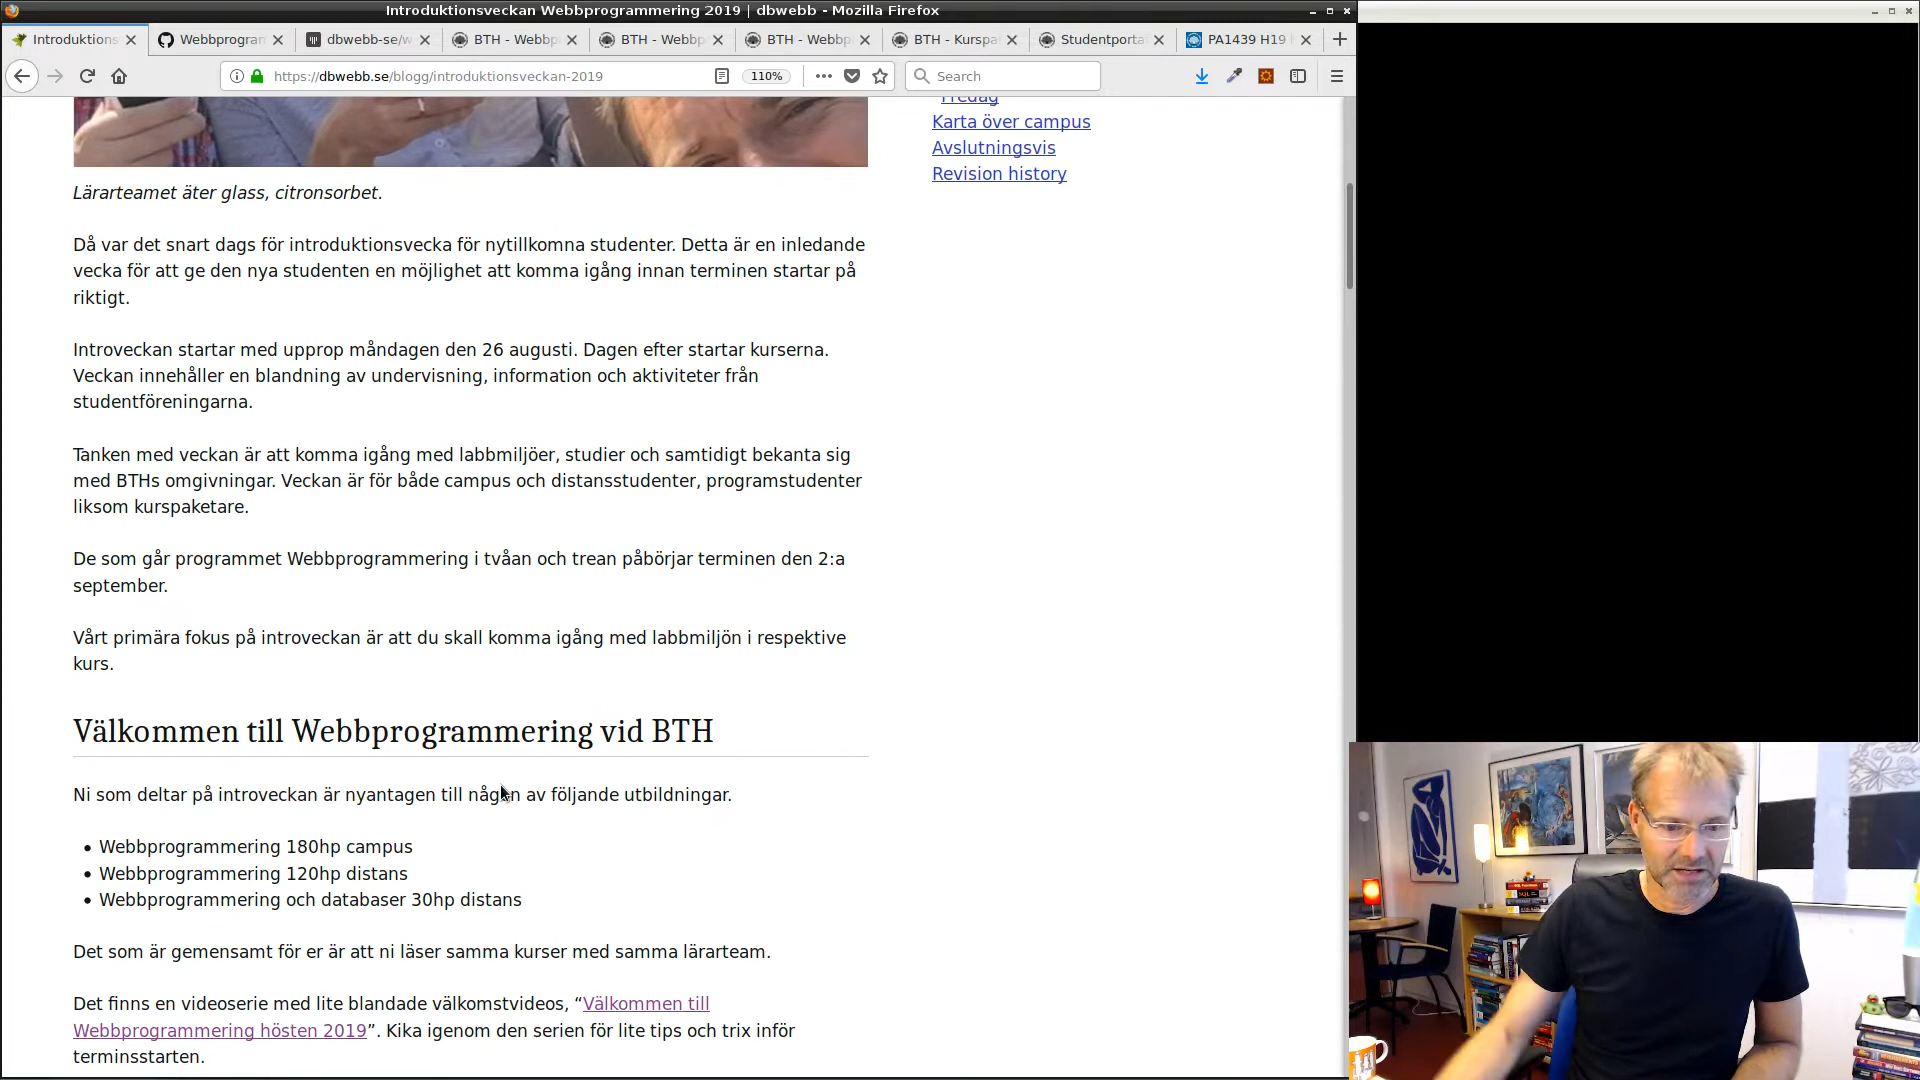 Introduktionsveckan Webbprogrammering 2019 | dbwebb - Mozilla Firefox
Introduktions
Webbprogran
dbwebb-se/w
BTH - Webbp
BTH - Webbp
BTH - Webbp
BTH - Kurspa
Studentporta
PA1439 H19
https://dbwebb.se/blogg/introduktionsveckan-2019
110%
Search
Fredag
Karta över campus
Avslutningsvis
Revision history
Lärarteamet äter glass, citronsorbet.
Då var det snart dags för introduktionsvecka för nytillkomna studenter. Detta är en inledande
vecka för att ge den nya studenten en möjlighet att komma igång innan terminen startar på
riktigt.
Introveckan startar med upprop måndagen den 26 augusti. Dagen efter startar kurserna.
Veckan innehåller en blandning av undervisning, information och aktiviteter från
studentföreningarna.
Tanken med veckan är att komma igång med labbmiljöer, studier och samtidigt bekanta sig
med BTHs omgivningar. Veckan är för både campus och distansstudenter, programstudenter
liksom kurspaketare.
De som går programmet Webbprogrammering i tvåan och trean påbörjar terminen den 2:a
september.
Vårt primära fokus på introveckan är att du skall komma igång med labbmiljön i respektive
kurs.
Välkommen till Webbprogrammering vid BTH
Ni som deltar på introveckan är nyantagen till någon av följande utbildningar.
• Webbprogrammering 180hp campus
• Webbprogrammering 120hp distans
• Webbprogrammering och databaser 30hp distans
Det som är gemensamt för er är att ni läser samma kurser med samma lärarteam.
Det finns en videoserie med lite blandade välkomstvideos, “Välkommen till
Webbprogrammering hösten 2019”. Kika igenom den serien för lite tips och trix inför
terminsstarten.